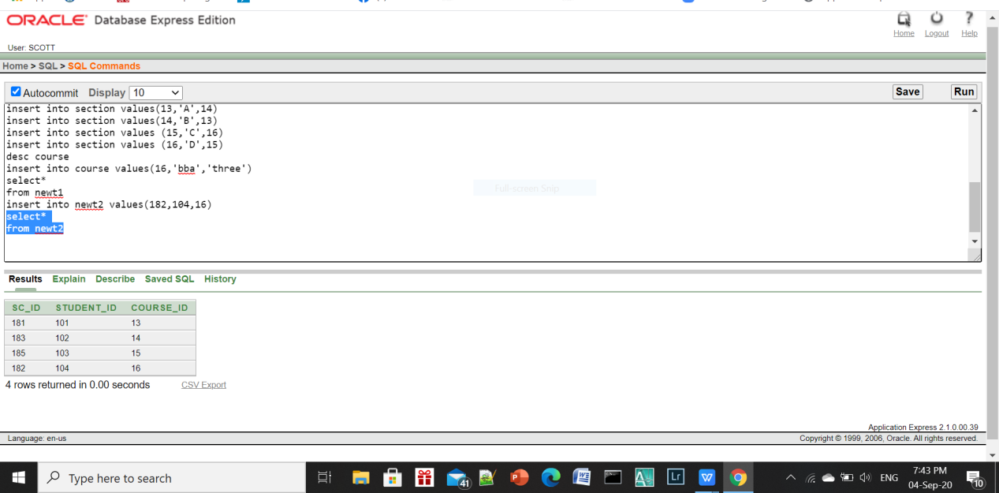 ORACLE Database Express Edition
Home Logout Help
User: SCOTT
Home > SQL > SQL Commands
Autocommit Display 10
Save Run
insert into section values(13,'A',14)
insert into section values(14,'B',13)
insert into section values (15,'C',16)
insert into section values (16,'D',15)
desc course
insert into course values(16,'bba','three')
select*
from newt1
insert into newt2 values(182,104,16)
select*
from newt2
Full-screen Snip
Results Explain Describe Saved SQL History
SC_ID STUDENT_ID COURSE_ID
181 101 13
183 102 14
185 103 15
182 104 16
4 rows returned in 0.00 seconds CSV Export
Application Express 2.1.0.00.39
Language: en-us Copyright © 1999, 2006, Oracle. All rights reserved.
Type here to search
41
Lr
ENG
7:43 PM
04-Sep-20
10